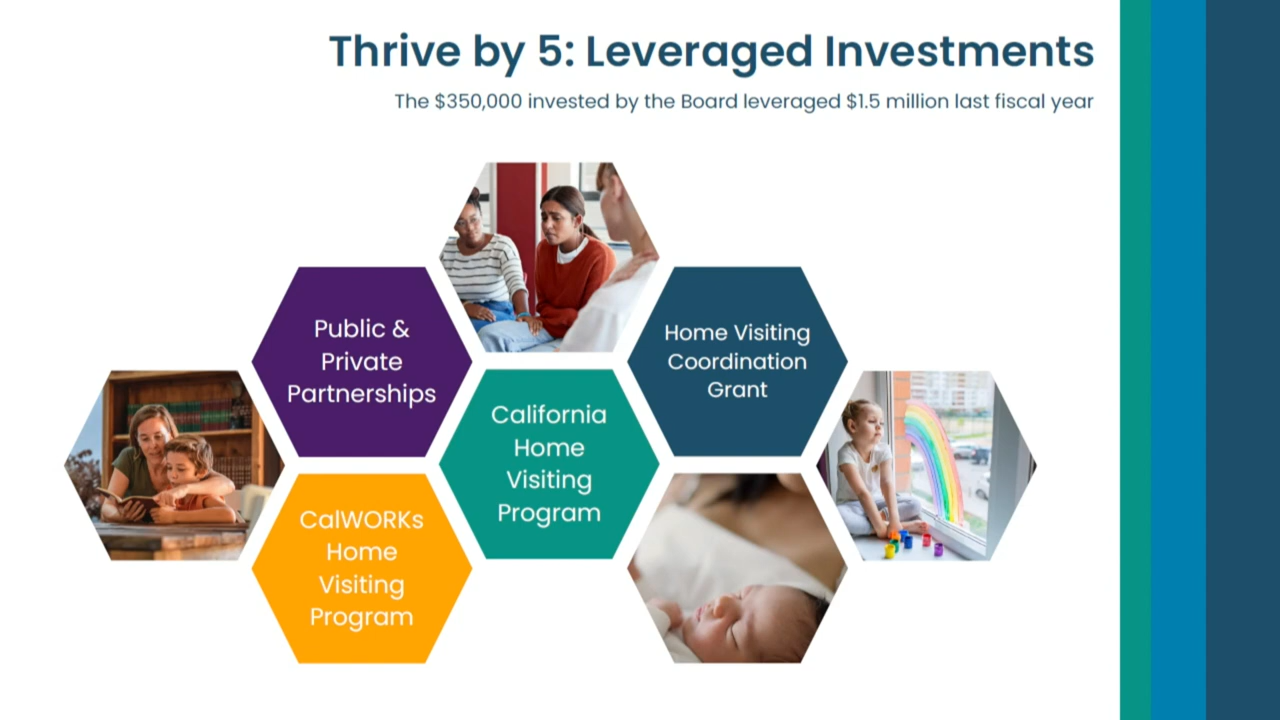 Thrive by 5: Leveraged Investments
The $350,000 invested by the Board leveraged $1.5 million last fiscal year
Public &
Private
Partnerships
Home Visiting
Coordination
Grant
California
Home
Visiting
Program
CalWORKs
Home
Visiting
Program